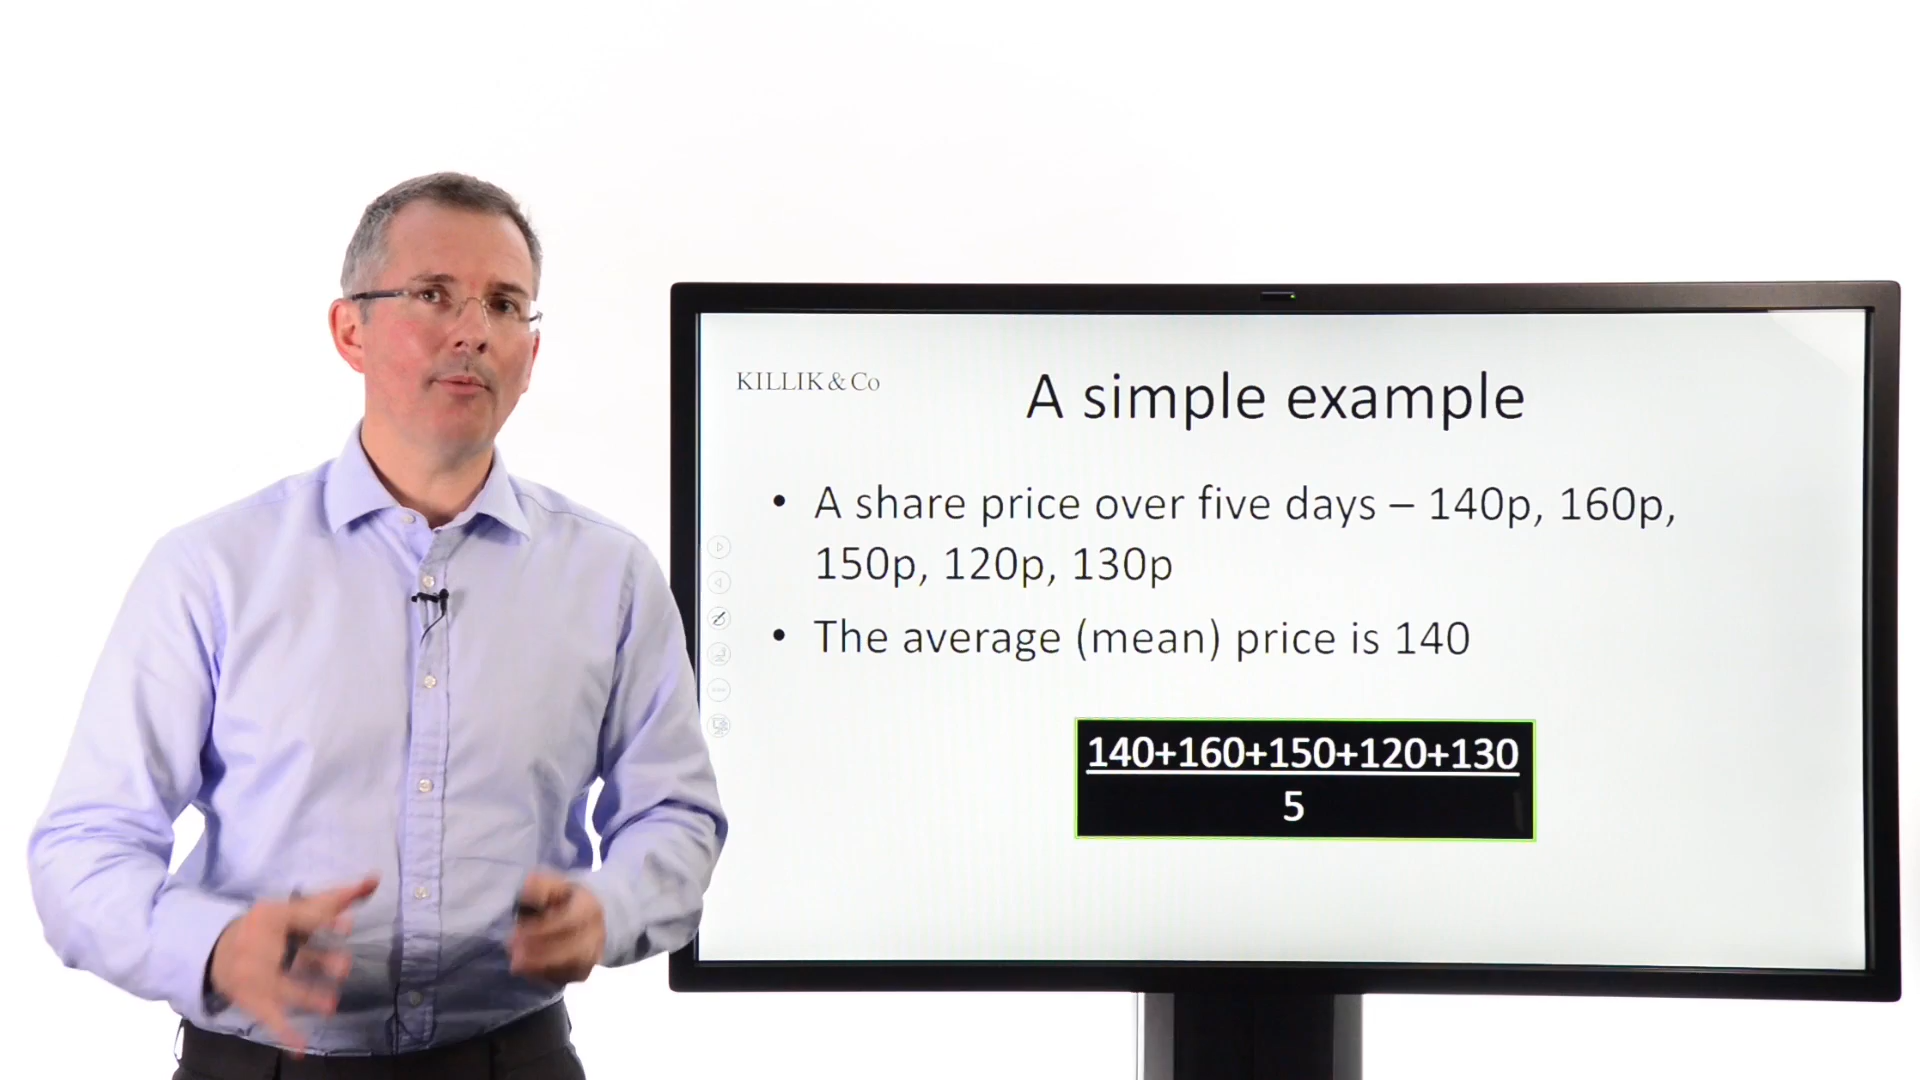 KILLIK & Co
A simple example
• A share price over five days – 140p, 160p,
150p, 120p, 130p
• The average (mean) price is 140
140+160+150+120+130
5